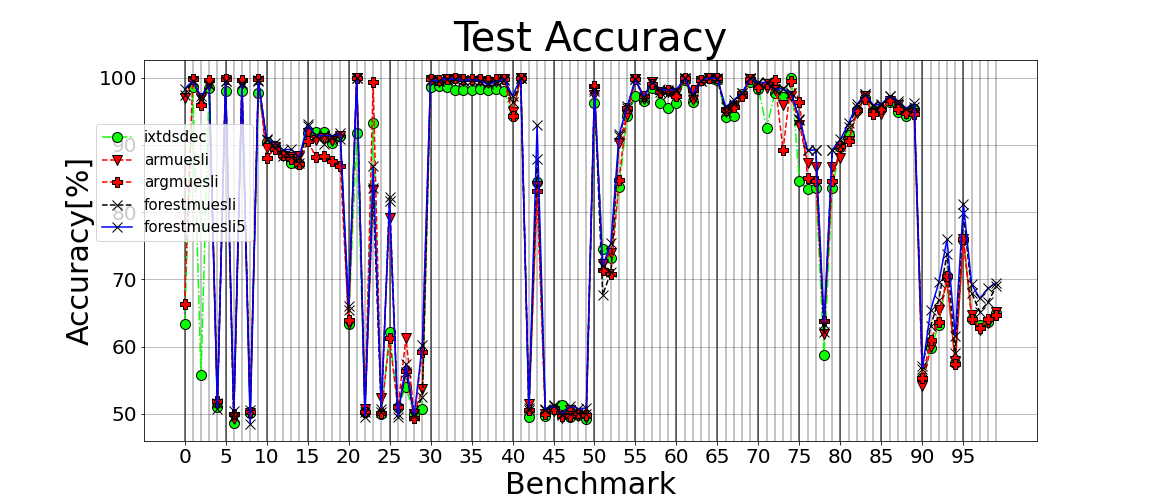 Test Accuracy
Accuracy[%]
100
90
80
70
60
50
ixtdsdec
armuesli
argmuesli
forestmuesli
forestmuesli5
0 5 10 15 20 25 30 35 40 45 50 55 60 65 70 75 80 85 90 95
Benchmark